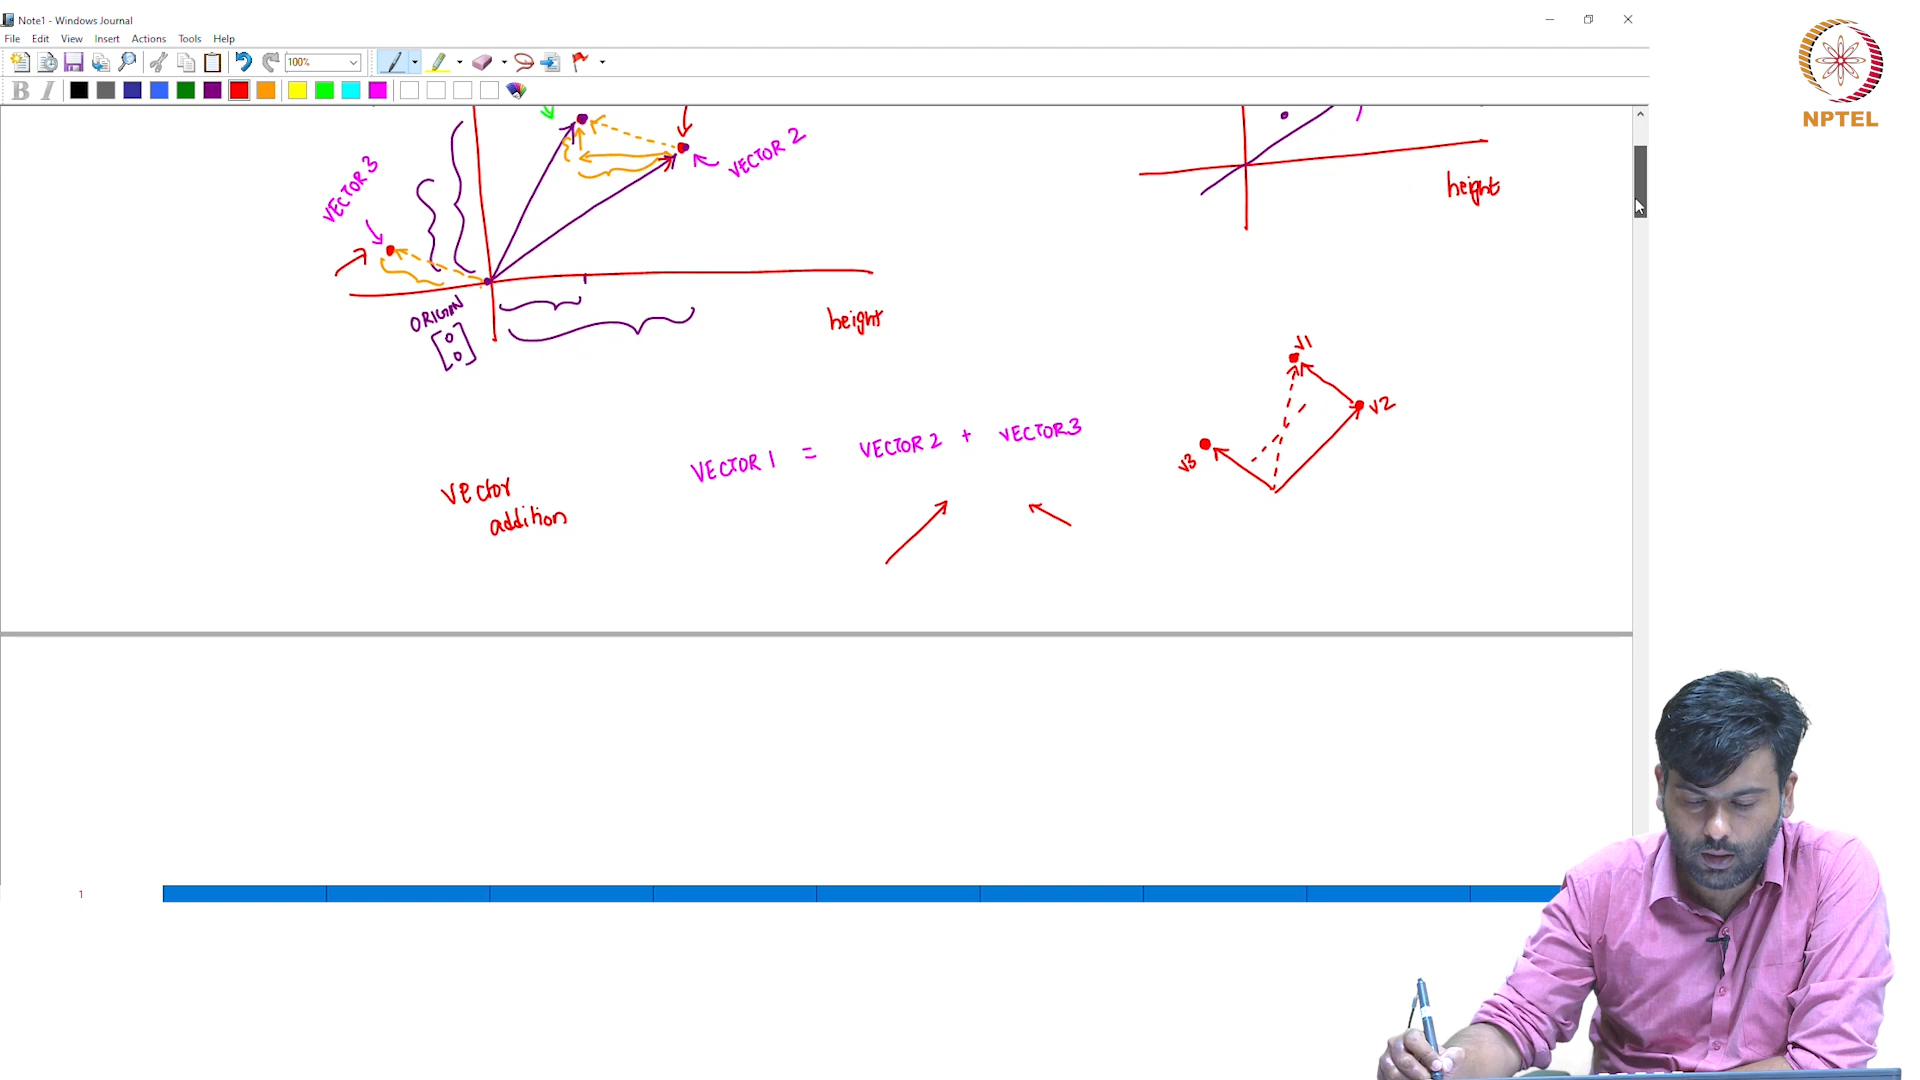 Note1 - Windows Journal
File Edit View Insert Actions Tools Help
100%
B I
NPTEL
VECTOR 2
VECTOR 3
height
ORIGIN
0
0
height
V1
V2
V3
VECTOR 1 = VECTOR 2 + VECTOR 3
vector
addition
1